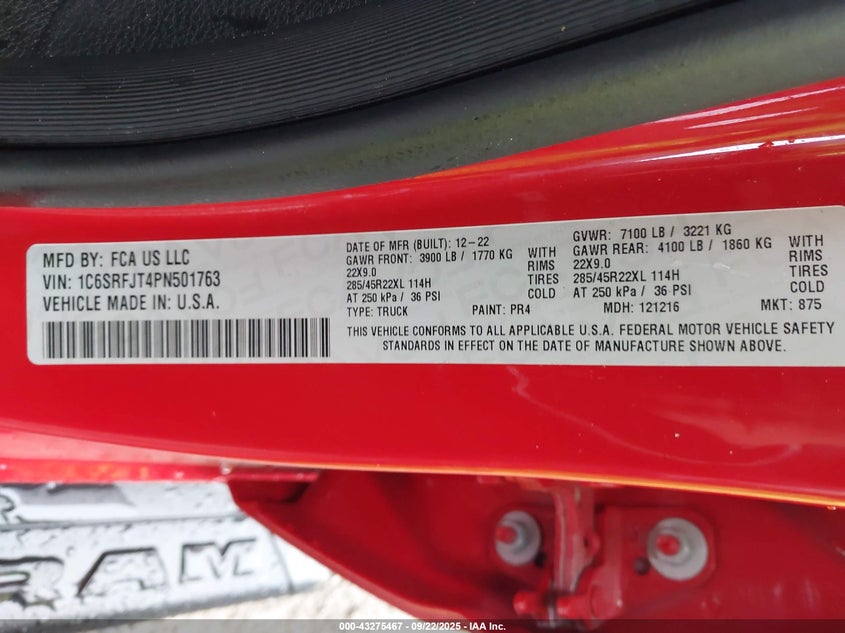 MFD BY: FCA US LLC
VIN: 1C6SRFJT4PN501763
VEHICLE MADE IN: U.S.A.
DATE OF MFR (BUILT): 12-22
GAWR FRONT: 3900 LB / 1770 KG WITH
22X9.0 RIMS
285/45R22XL 114H TIRES
AT 250 kPa / 36 PSI COLD
TYPE: TRUCK PAINT: PR4
GVWR: 7100 LB / 3221 KG
GAWR REAR: 4100 LB / 1860 KG WITH
22X9.0 RIMS
285/45R22XL 114H TIRES
AT 250 kPa / 36 PSI COLD
MDH: 121216 MKT: 875
THIS VEHICLE CONFORMS TO ALL APPLICABLE U.S.A. FEDERAL MOTOR VEHICLE SAFETY
STANDARDS IN EFFECT ON THE DATE OF MANUFACTURE SHOWN ABOVE.
RAM
000-43275467 - 09/22/2025 - IAA Inc.